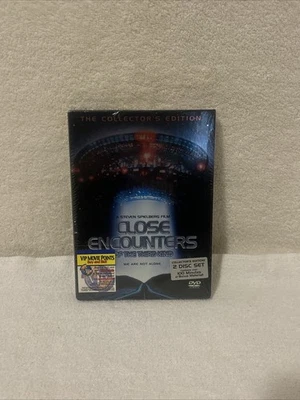 THE COLLECTOR'S EDITION
A STEVEN SPIELBERG FILM
CLOSE
ENCOUNTERS
OF THE THIRD KIND
WE ARE NOT ALONE
VIP MOVIE POINTS
COLLECTOR'S EDITION
2 DISC SET
DVD